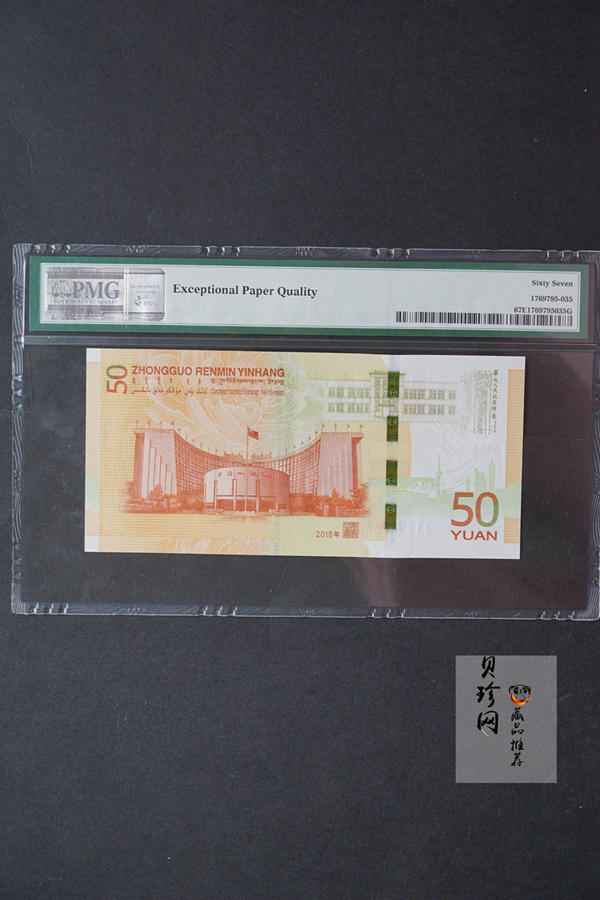 PMG
NUMISMATIC
Exceptional Paper Quality
Sixty Seven
1769795-035
67E1769795035G
50
ZHONGGUO RENMIN YINHANG
2018年
50
YUAN
贝珍网
藏品推荐